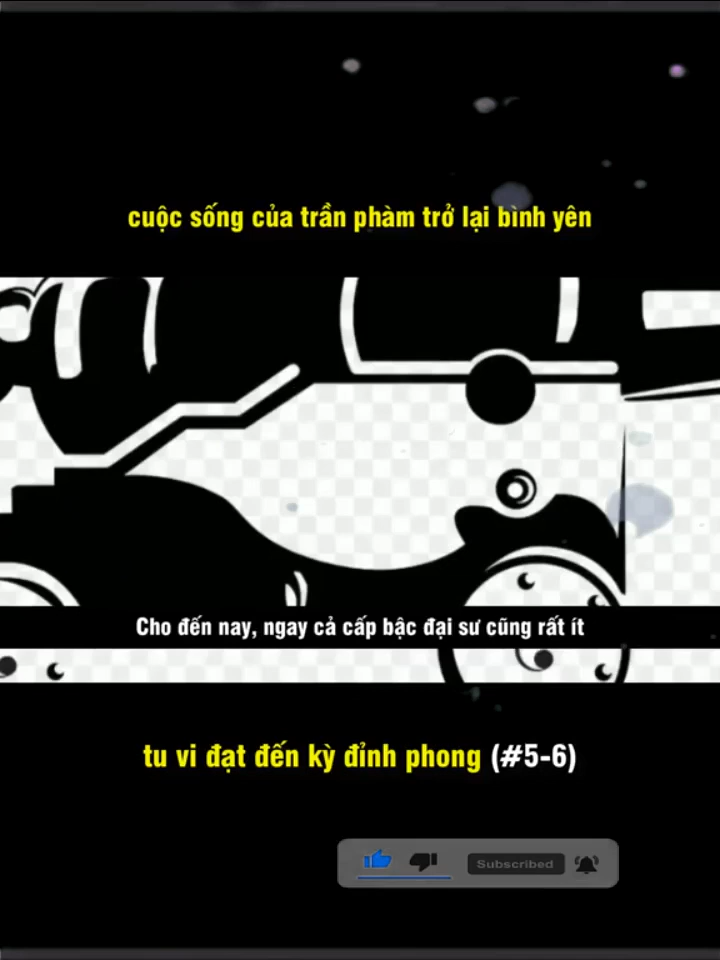 cuộc sống của trần phàm trở lại bình yên
Cho đến nay, ngay cả cấp bậc đại sư cũng rất ít
tu vi đạt đến kỳ đỉnh phong (#5-6)
Subscribed